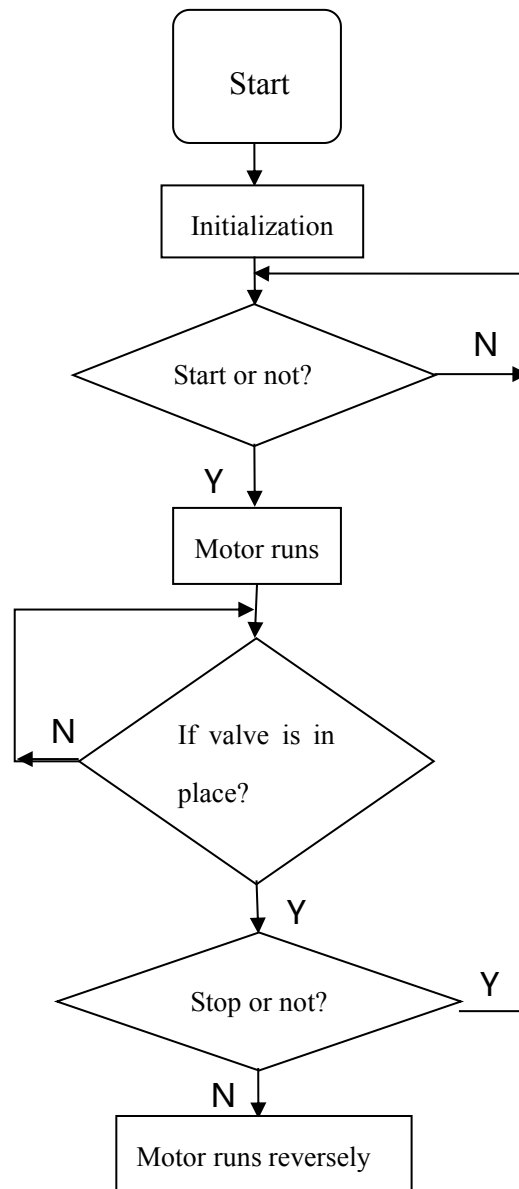 Start
Initialization
Start or not?
N
Y
Motor runs
N
If valve is in
place?
Y
Stop or not?
Y
N
Motor runs reversely